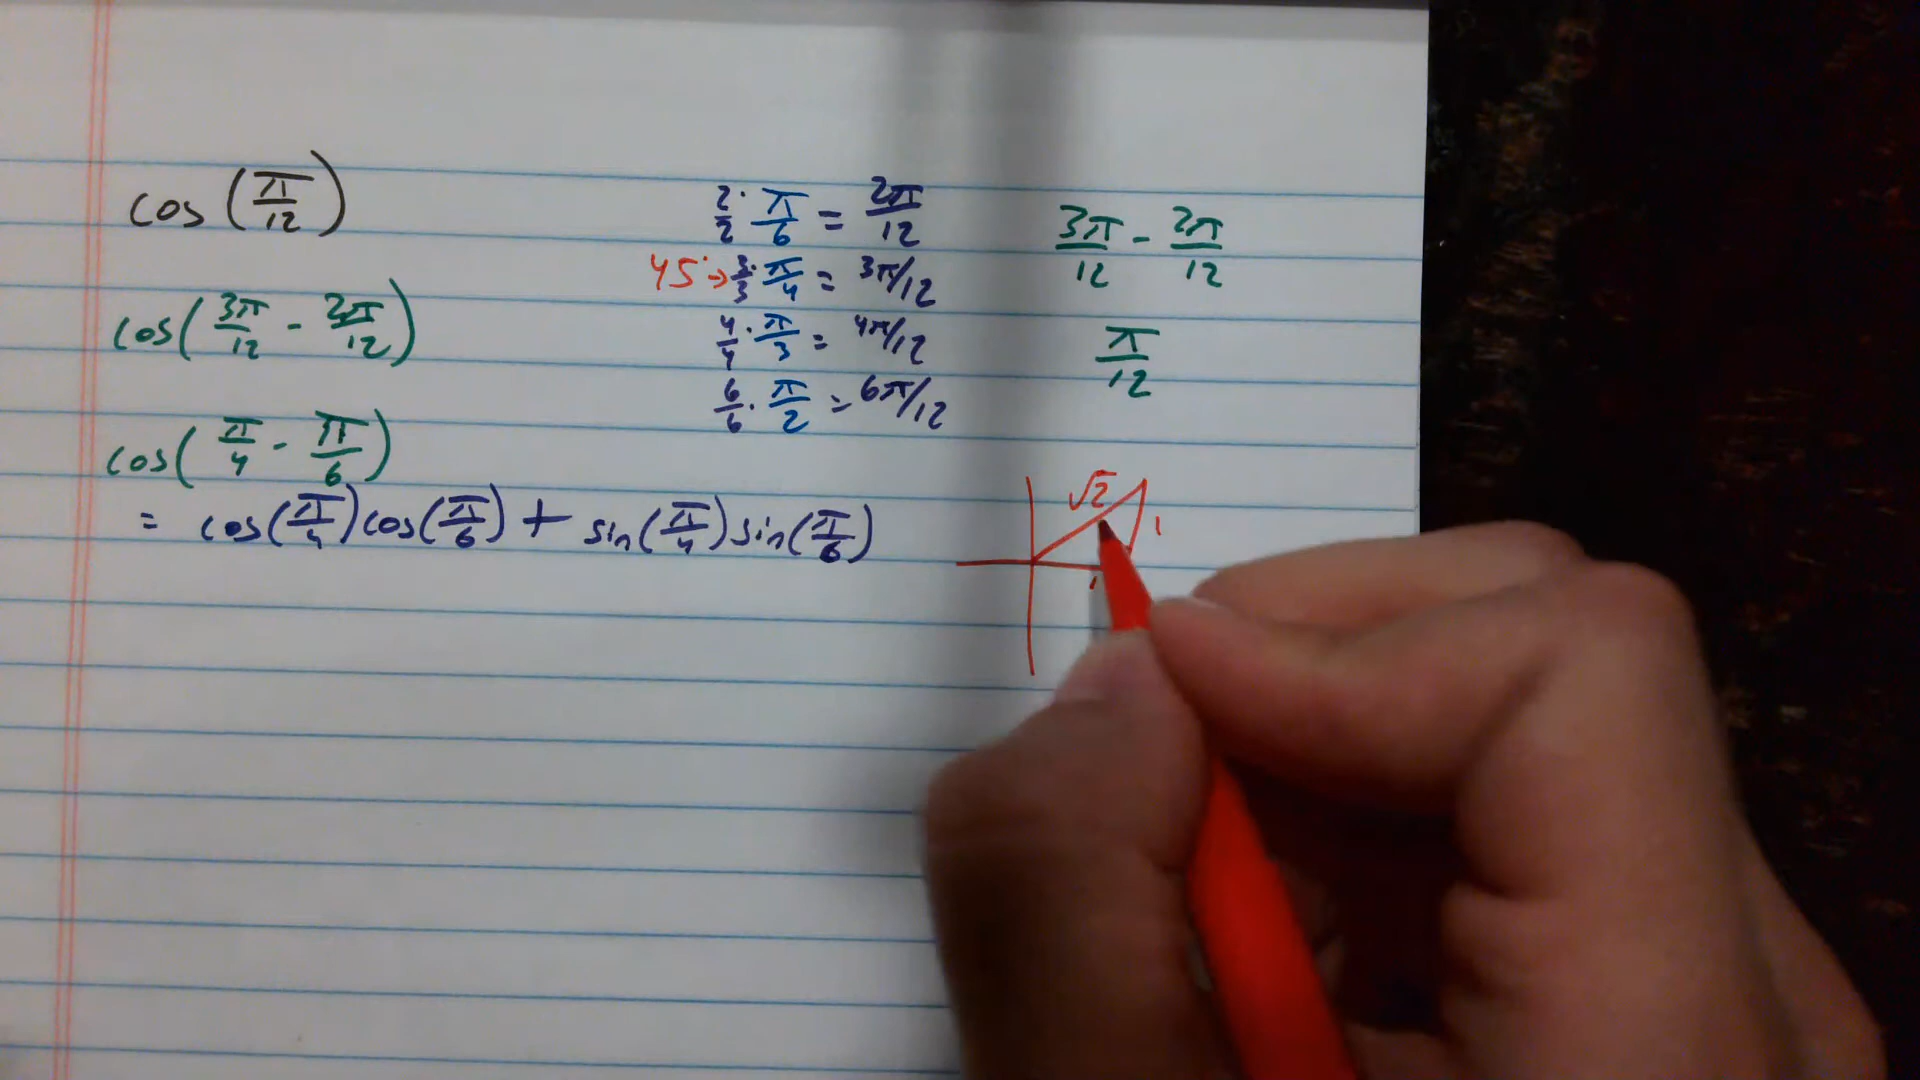 cos(π/12)
cos(3π/12 - 2π/12)
cos(π/4 - π/6)
= cos(π/4)cos(π/6) + sin(π/4)sin(π/6)
2/2 · π/6 = 2π/12
45° → 3/3 · π/4 = 3π/12
4/4 · π/3 = 4π/12
6/6 · π/2 = 6π/12
3π/12 - 2π/12
π/12
√2
1
1